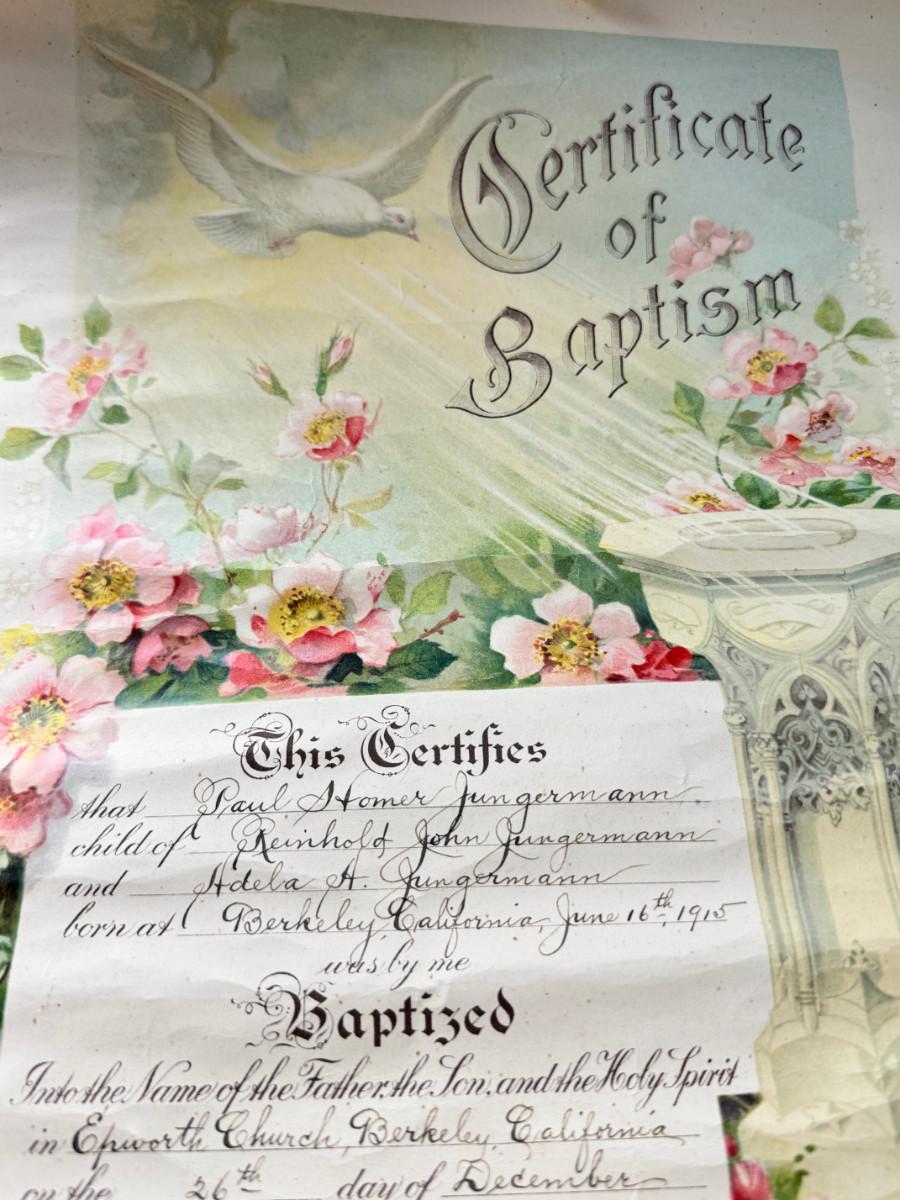 Certificate
of
Baptism
This Certifies
that Paul Homer Jungermann
child of Reinhold John Jungermann
and Adela A. Jungermann
born at Berkeley California, June 16th, 1915
was by me
Baptized
Into the Name of the Father, the Son, and the Holy Spirit
in Epworth Church, Berkeley California
on the 26th day of December